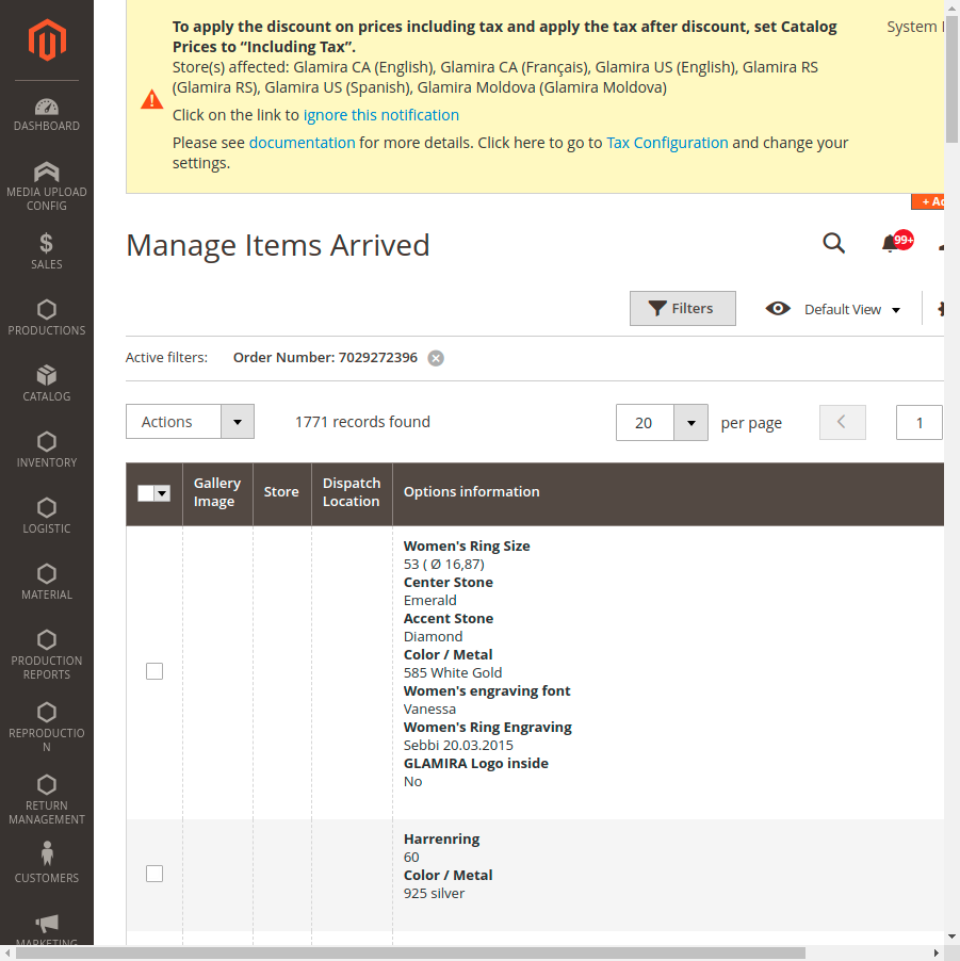 To apply the discount on prices including tax and apply the tax after discount, set Catalog
Prices to “Including Tax”.
Store(s) affected: Glamira CA (English), Glamira CA (Français), Glamira US (English), Glamira RS
(Glamira RS), Glamira US (Spanish), Glamira Moldova (Glamira Moldova)
Click on the link to ignore this notification
Please see documentation for more details. Click here to go to Tax Configuration and change your
settings.
System
DASHBOARD
MEDIA UPLOAD
CONFIG
$
SALES
PRODUCTIONS
CATALOG
INVENTORY
LOGISTIC
MATERIAL
PRODUCTION
REPORTS
REPRODUCTIO
N
RETURN
MANAGEMENT
CUSTOMERS
MARKETING
Manage Items Arrived
99+
Filters
Default View
Active filters:
Order Number: 7029272396
Actions
1771 records found
20
per page
1
Gallery
Image
Store
Dispatch
Location
Options information
Women's Ring Size
53 ( Ø 16,87)
Center Stone
Emerald
Accent Stone
Diamond
Color / Metal
585 White Gold
Women's engraving font
Vanessa
Women's Ring Engraving
Sebbi 20.03.2015
GLAMIRA Logo inside
No
Harrenring
60
Color / Metal
925 silver